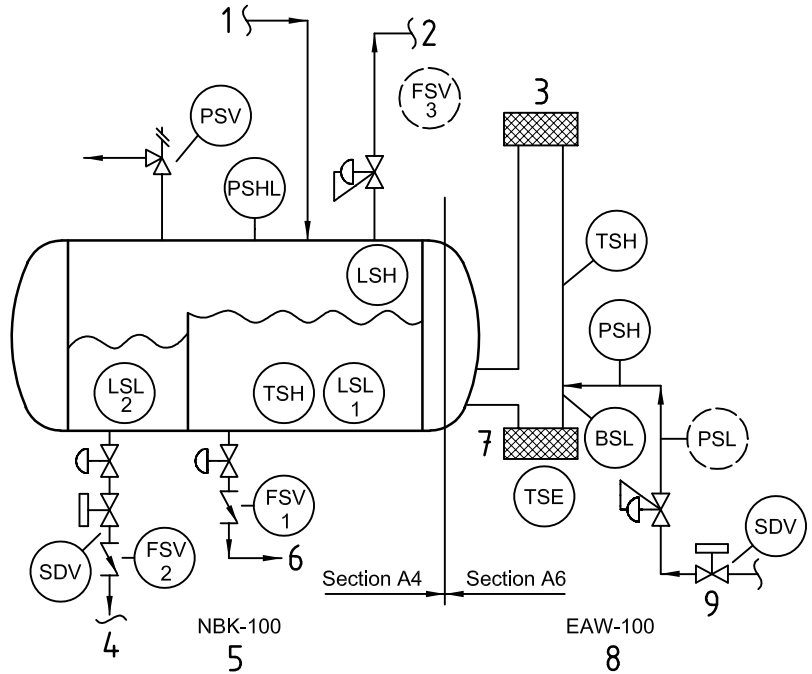 1
2
FSV
3
3
PSV
PSHL
TSH
LSH
PSH
LSL
2
TSH
LSL
1
7
BSL
PSL
TSE
FSV
1
SDV
FSV
2
SDV
6
Section A4
Section A6
9
4
NBK-100
5
EAW-100
8